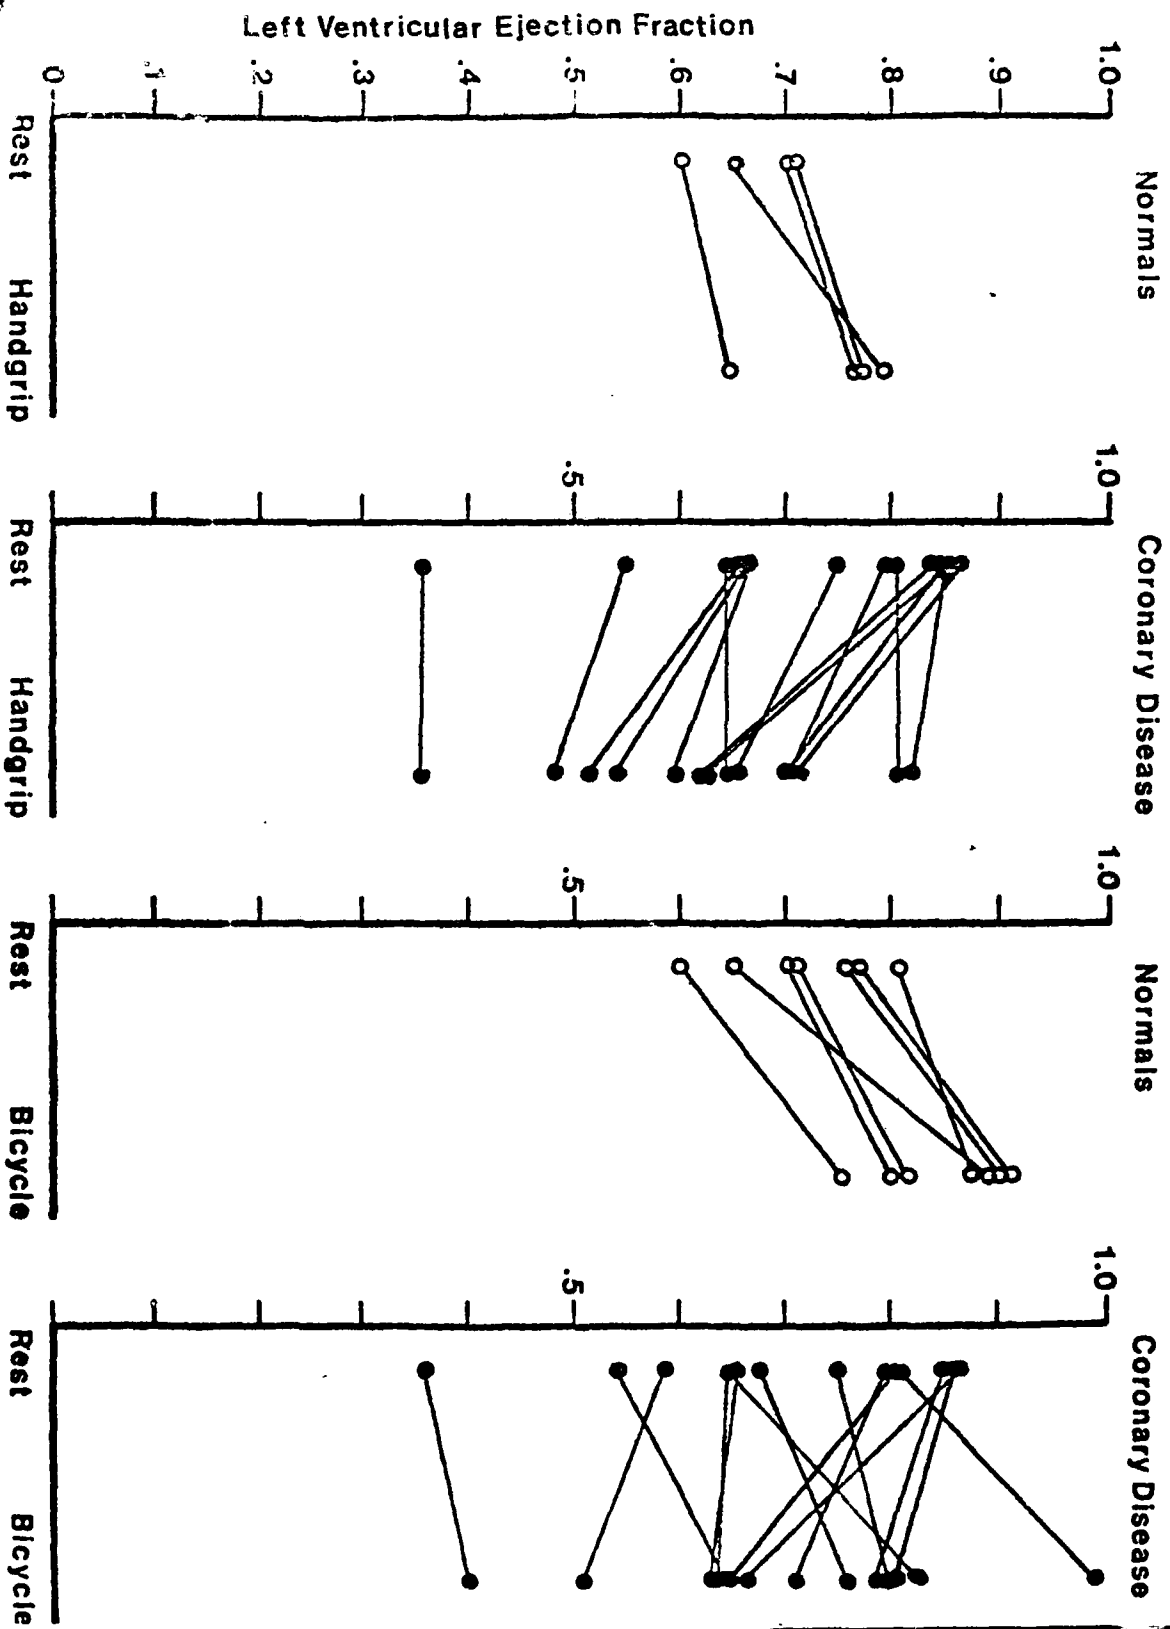 Left Ventricular Ejection Fraction
1.0
.9
.8
.7
.6
.5
.4
.3
.2
.1
0
Normals
Rest Handgrip
1.0
.5
Coronary Disease
Rest Handgrip
1.0
.5
Normals
Rest Bicycle
1.0
.5
Coronary Disease
Rest Bicycle